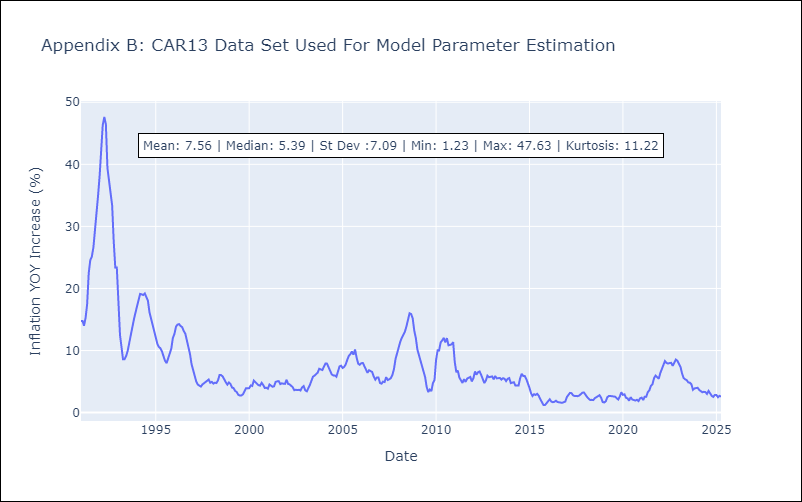 Appendix B: CAR13 Data Set Used For Model Parameter Estimation
50
Mean: 7.56 | Median: 5.39 | St Dev :7.09 | Min: 1.23 | Max: 47.63 | Kurtosis: 11.22
40
30
20
10
0
Inflation YOY Increase (%)
1995 2000 2005 2010 2015 2020 2025
Date